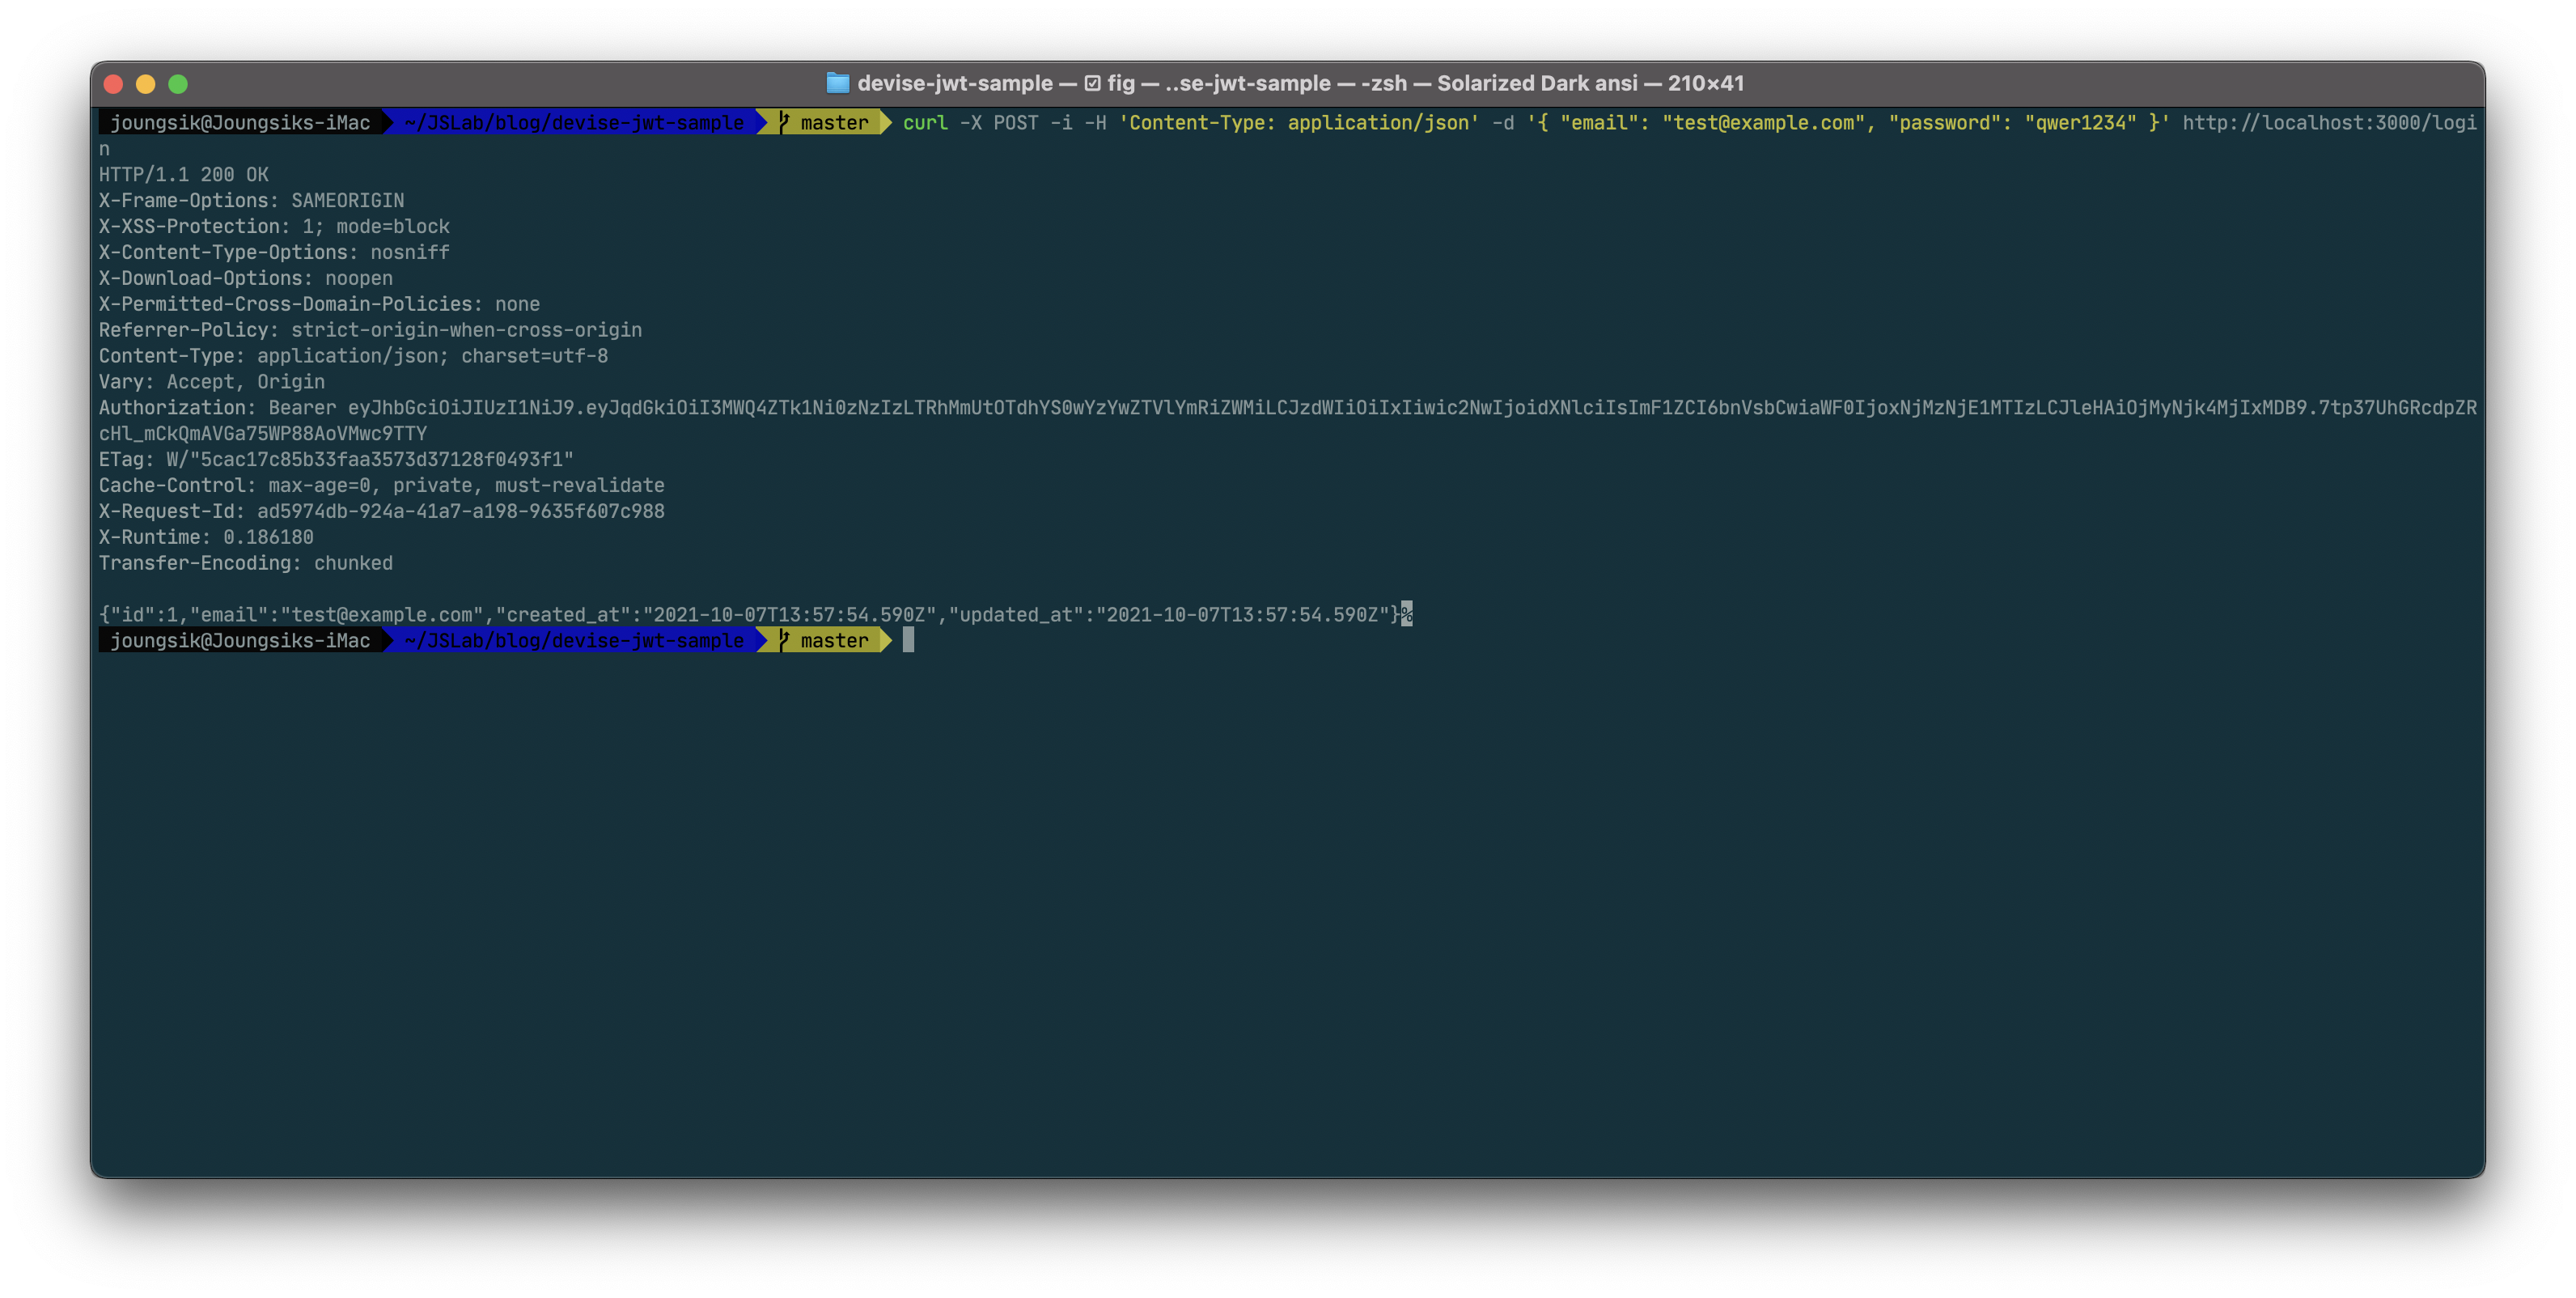 devise-jwt-sample — ☑ fig — ..se-jwt-sample — -zsh — Solarized Dark ansi — 210×41
joungsik@Joungsiks-iMac ~/JSLab/blog/devise-jwt-sample master curl -X POST -i -H 'Content-Type: application/json' -d '{ "email": "test@example.com", "password": "qwer1234" }' http://localhost:3000/logi
n
HTTP/1.1 200 OK
X-Frame-Options: SAMEORIGIN
X-XSS-Protection: 1; mode=block
X-Content-Type-Options: nosniff
X-Download-Options: noopen
X-Permitted-Cross-Domain-Policies: none
Referrer-Policy: strict-origin-when-cross-origin
Content-Type: application/json; charset=utf-8
Vary: Accept, Origin
Authorization: Bearer eyJhbGciOiJIUzI1NiJ9.eyJqdGkiOiI3MWQ4ZTk1Ni0zNzIzLTRhMmUtOTdhYS0wYzYwZTVlYmRiZWMiLCJzdWIiOiIxIiwic2NwIjoidXNlciIsImF1ZCI6bnVsbCwiaWF0IjoxNjMzNjE1MTIzLCJleHAiOjMyNjk4MjIxMDB9.7tp37UhGRcdpZR
cHl_mCkQmAVGa75WP88AoVMwc9TTY
ETag: W/"5cac17c85b33faa3573d37128f0493f1"
Cache-Control: max-age=0, private, must-revalidate
X-Request-Id: ad5974db-924a-41a7-a198-9635f607c988
X-Runtime: 0.186180
Transfer-Encoding: chunked
{"id":1,"email":"test@example.com","created_at":"2021-10-07T13:57:54.590Z","updated_at":"2021-10-07T13:57:54.590Z"}%
joungsik@Joungsiks-iMac ~/JSLab/blog/devise-jwt-sample master